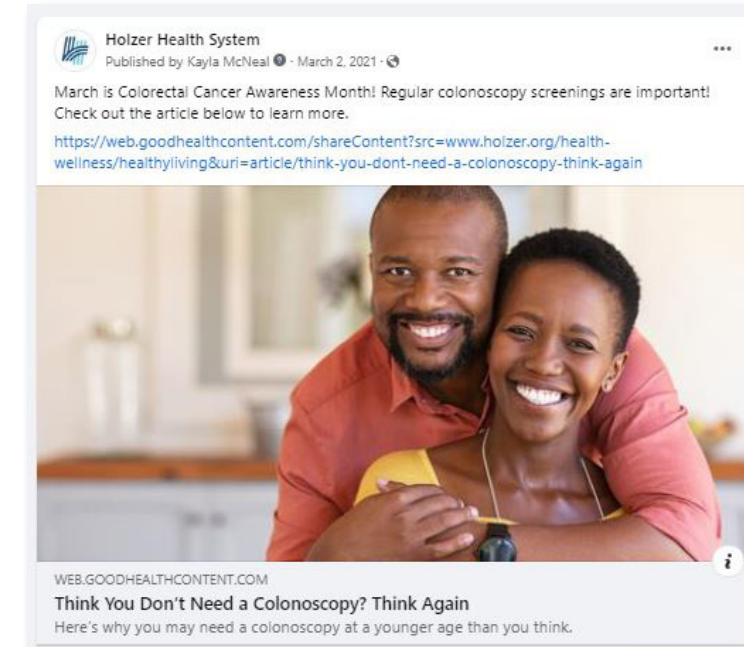 Holzer Health System
Published by Kayla McNeal · March 2, 2021 ·
March is Colorectal Cancer Awareness Month! Regular colonoscopy screenings are important!
Check out the article below to learn more.
https://web.goodhealthcontent.com/shareContent?src=www.holzer.org/health-
wellness/healthyliving&uri=article/think-you-dont-need-a-colonoscopy-think-again
WEB.GOODHEALTHCONTENT.COM
Think You Don't Need a Colonoscopy? Think Again
Here's why you may need a colonoscopy at a younger age than you think.